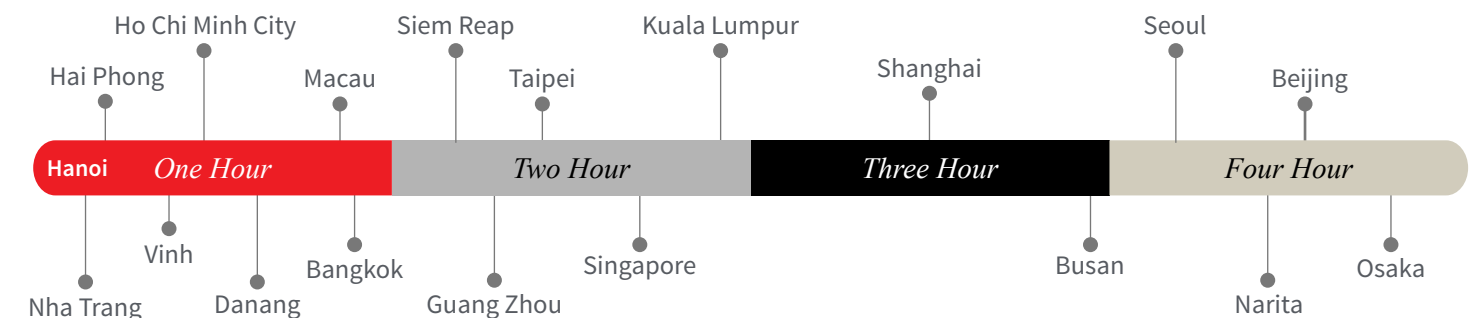 Ho Chi Minh City
Siem Reap
Kuala Lumpur
Seoul
Hai Phong
Macau
Taipei
Shanghai
Beijing
Hanoi
One Hour
Two Hour
Three Hour
Four Hour
Vinh
Bangkok
Singapore
Busan
Osaka
Nha Trang
Danang
Guang Zhou
Narita